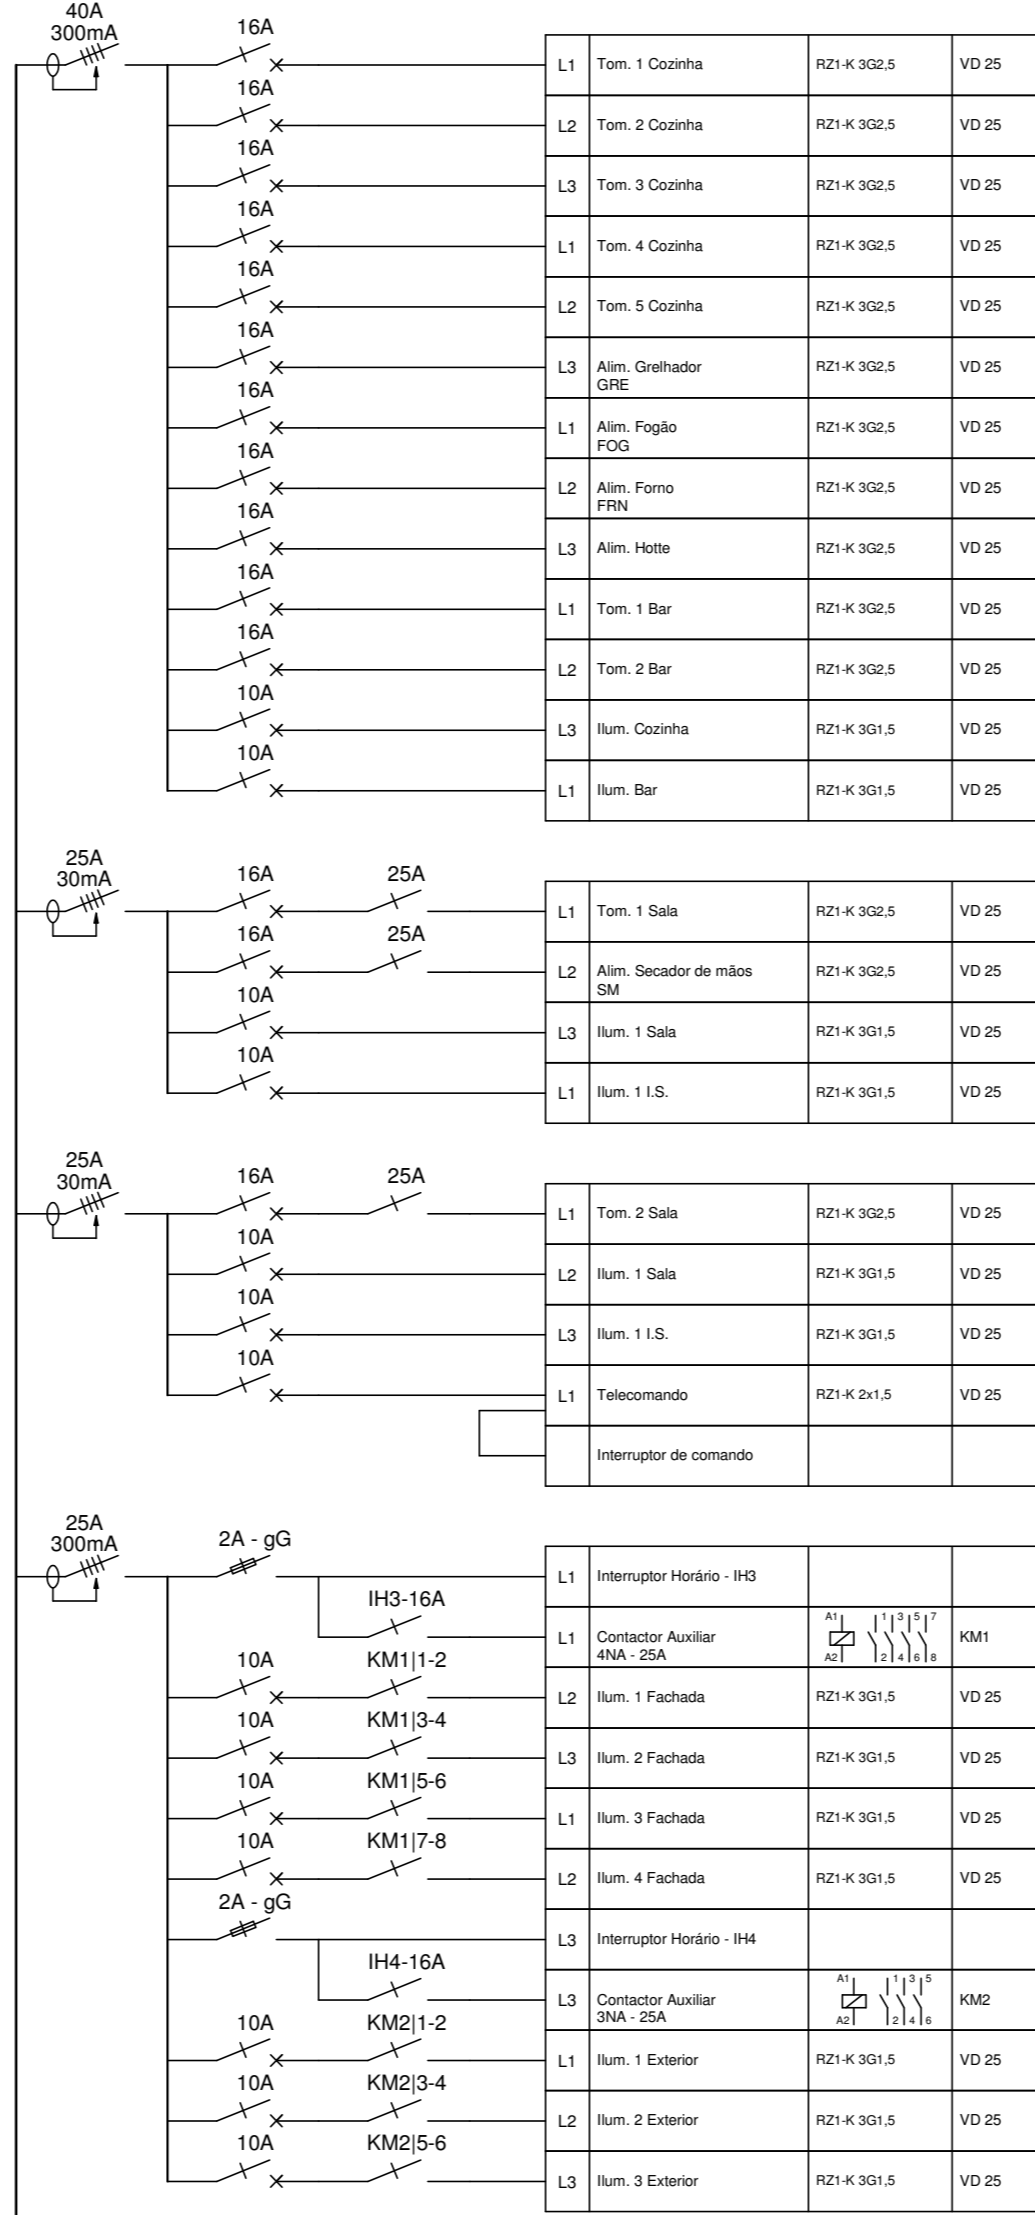 40A
300mA
16A
L1 Tom. 1 Cozinha RZ1-K 3G2,5 VD 25
16A
L2 Tom. 2 Cozinha RZ1-K 3G2,5 VD 25
16A
L3 Tom. 3 Cozinha RZ1-K 3G2,5 VD 25
16A
L1 Tom. 4 Cozinha RZ1-K 3G2,5 VD 25
16A
L2 Tom. 5 Cozinha RZ1-K 3G2,5 VD 25
16A
L3 Alim. Grelhador RZ1-K 3G2,5 VD 25
GRE
16A
L1 Alim. Fogão RZ1-K 3G2,5 VD 25
FOG
16A
L2 Alim. Forno RZ1-K 3G2,5 VD 25
FRN
16A
L3 Alim. Hotte RZ1-K 3G2,5 VD 25
16A
L1 Tom. 1 Bar RZ1-K 3G2,5 VD 25
16A
L2 Tom. 2 Bar RZ1-K 3G2,5 VD 25
10A
L3 Ilum. Cozinha RZ1-K 3G1,5 VD 25
10A
L1 Ilum. Bar RZ1-K 3G1,5 VD 25
25A
30mA
16A 25A
L1 Tom. 1 Sala RZ1-K 3G2,5 VD 25
16A 25A
L2 Alim. Secador de mãos RZ1-K 3G2,5 VD 25
SM
10A
L3 Ilum. 1 Sala RZ1-K 3G1,5 VD 25
10A
L1 Ilum. 1 I.S. RZ1-K 3G1,5 VD 25
25A
30mA
16A 25A
L1 Tom. 2 Sala RZ1-K 3G2,5 VD 25
10A
L2 Ilum. 1 Sala RZ1-K 3G1,5 VD 25
10A
L3 Ilum. 1 I.S. RZ1-K 3G1,5 VD 25
10A
L1 Telecomando RZ1-K 2x1,5 VD 25
Interruptor de comando
25A
300mA
2A - gG
L1 Interruptor Horário - IH3
IH3-16A
A1 1 3 5 7
L1 Contactor Auxiliar KM1
4NA - 25A
A2 2 4 6 8
10A KM1|1-2
L2 Ilum. 1 Fachada RZ1-K 3G1,5 VD 25
10A KM1|3-4
L3 Ilum. 2 Fachada RZ1-K 3G1,5 VD 25
10A KM1|5-6
L1 Ilum. 3 Fachada RZ1-K 3G1,5 VD 25
10A KM1|7-8
L2 Ilum. 4 Fachada RZ1-K 3G1,5 VD 25
2A - gG
L3 Interruptor Horário - IH4
IH4-16A
A1 1 3 5
L3 Contactor Auxiliar KM2
3NA - 25A
A2 2 4 6
10A KM2|1-2
L1 Ilum. 1 Exterior RZ1-K 3G1,5 VD 25
10A KM2|3-4
L2 Ilum. 2 Exterior RZ1-K 3G1,5 VD 25
10A KM2|5-6
L3 Ilum. 3 Exterior RZ1-K 3G1,5 VD 25